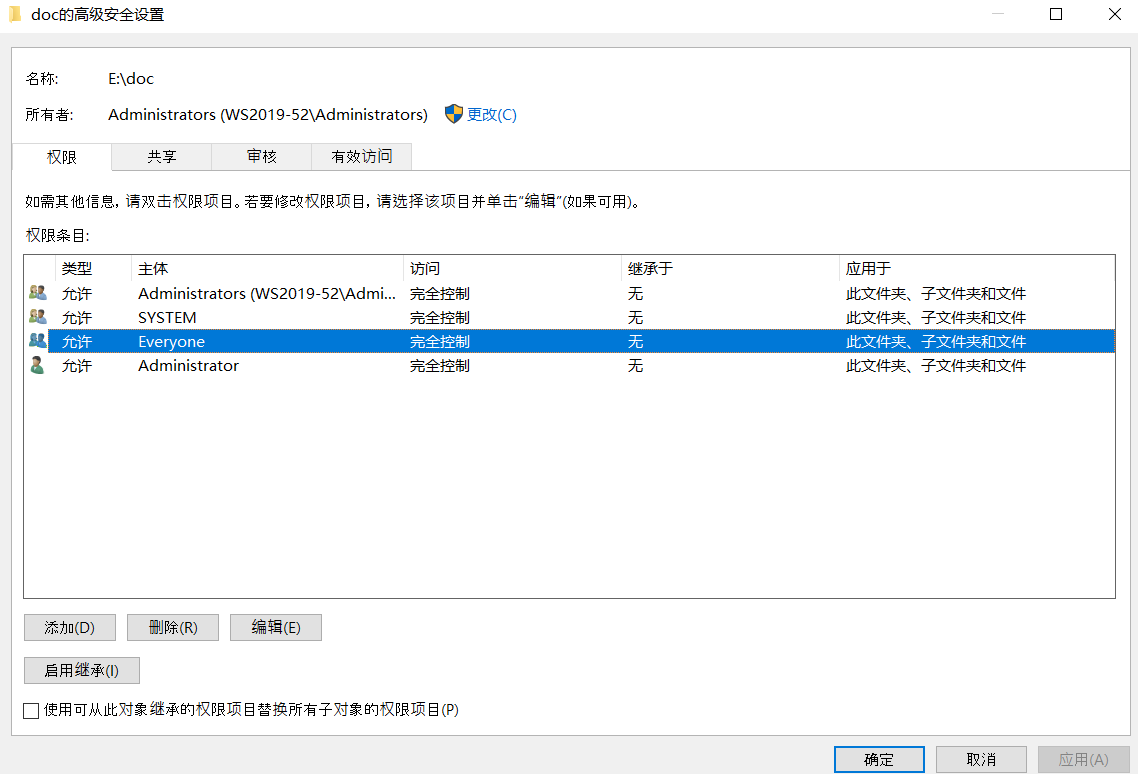 doc的高级安全设置
名称: E:\doc
所有者: Administrators (WS2019-52\Administrators) 更改(C)
权限 共享 审核 有效访问
如需其他信息，请双击权限项目。若要修改权限项目，请选择该项目并单击“编辑”(如果可用)。
权限条目:
类型 主体 访问 继承于 应用于
允许 Administrators (WS2019-52\Admi... 完全控制 无 此文件夹、子文件夹和文件
允许 SYSTEM 完全控制 无 此文件夹、子文件夹和文件
允许 Everyone 完全控制 无 此文件夹、子文件夹和文件
允许 Administrator 完全控制 无 此文件夹、子文件夹和文件
添加(D) 删除(R) 编辑(E)
启用继承(I)
使用可从此对象继承的权限项目替换所有子对象的权限项目(P)
确定 取消 应用(A)